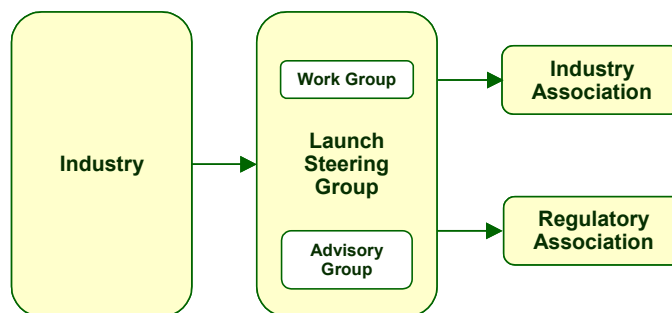 Industry
Work Group
Launch
Steering
Group
Advisory
Group
Industry
Association
Regulatory
Association